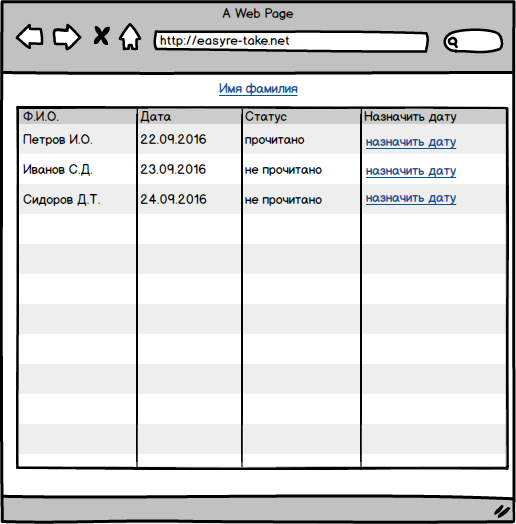 A Web Page
http://easyre-take.net
Имя фамилия
Ф.И.О. Дата Статус Назначить дату
Петров И.О. 22.09.2016 прочитано назначить дату
Иванов С.Д. 23.09.2016 не прочитано назначить дату
Сидоров Д.Т. 24.09.2016 не прочитано назначить дату